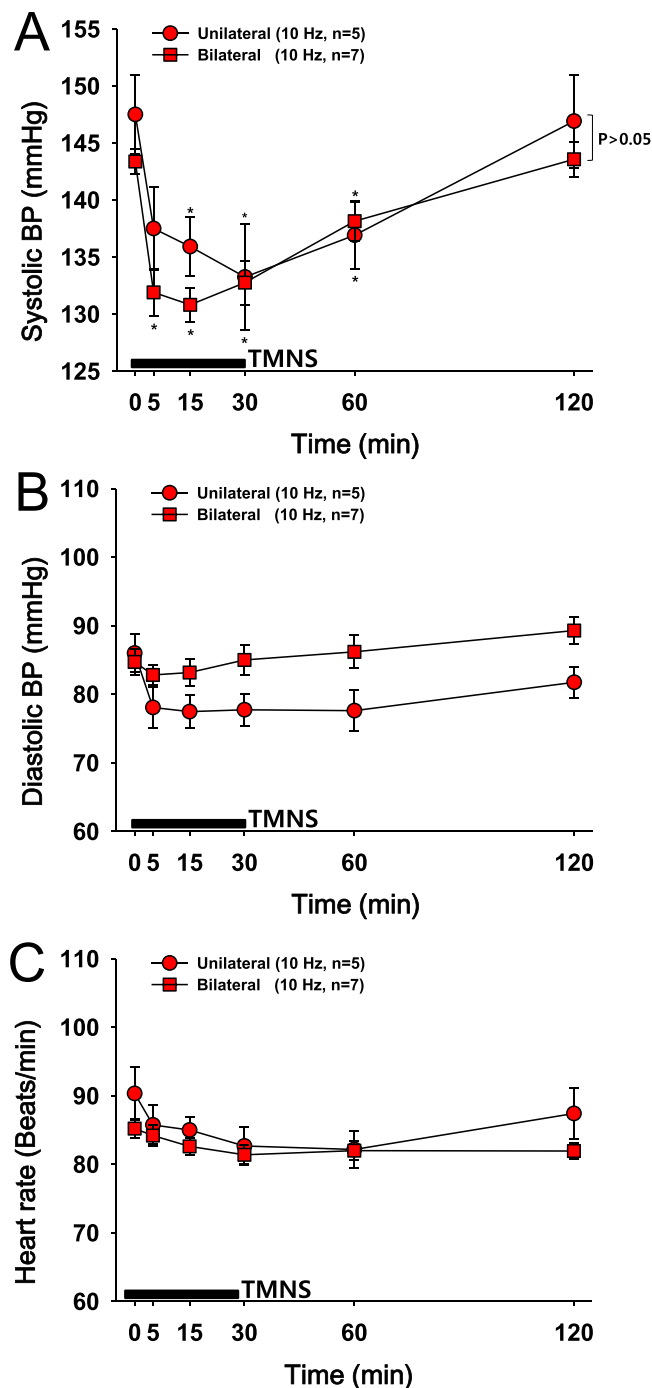 A
Unilateral (10 Hz, n=5)
Bilateral (10 Hz, n=7)
Systolic BP (mmHg)
155
150
145
140
135
130
125
P>0.05
*
*
*
*
*
*
*
TMNS
0 5 15 30 60 120
Time (min)
B
Unilateral (10 Hz, n=5)
Bilateral (10 Hz, n=7)
Diastolic BP (mmHg)
110
100
90
80
70
60
TMNS
0 5 15 30 60 120
Time (min)
C
Unilateral (10 Hz, n=5)
Bilateral (10 Hz, n=7)
Heart rate (Beats/min)
110
100
90
80
70
60
TMNS
0 5 15 30 60 120
Time (min)